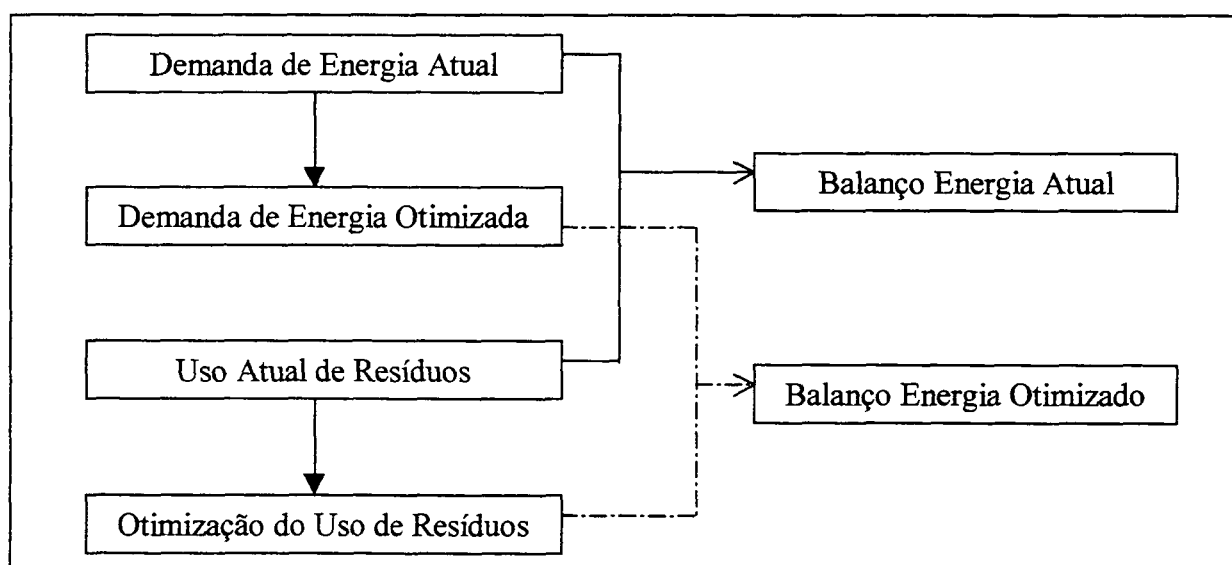 Demanda de Energia Atual
Demanda de Energia Otimizada
Uso Atual de Resíduos
Otimização do Uso de Resíduos
Balanço Energia Atual
Balanço Energia Otimizado